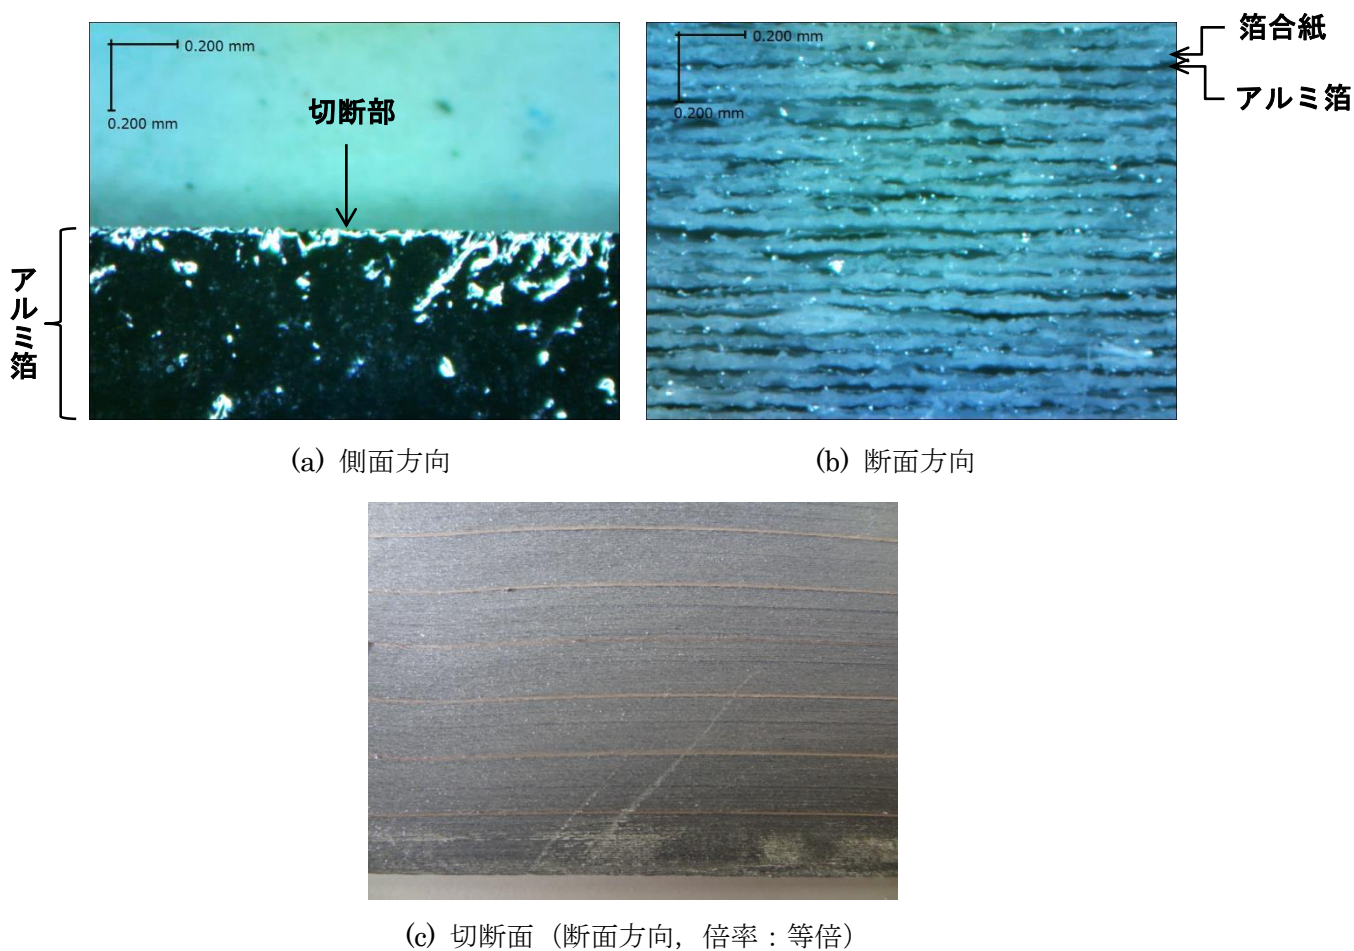 0.200 mm
0.200 mm
切断部
アルミ箔
(a) 側面方向
0.200 mm
0.200 mm
箔合紙
アルミ箔
(b) 断面方向
(c) 切断面（断面方向，倍率：等倍）